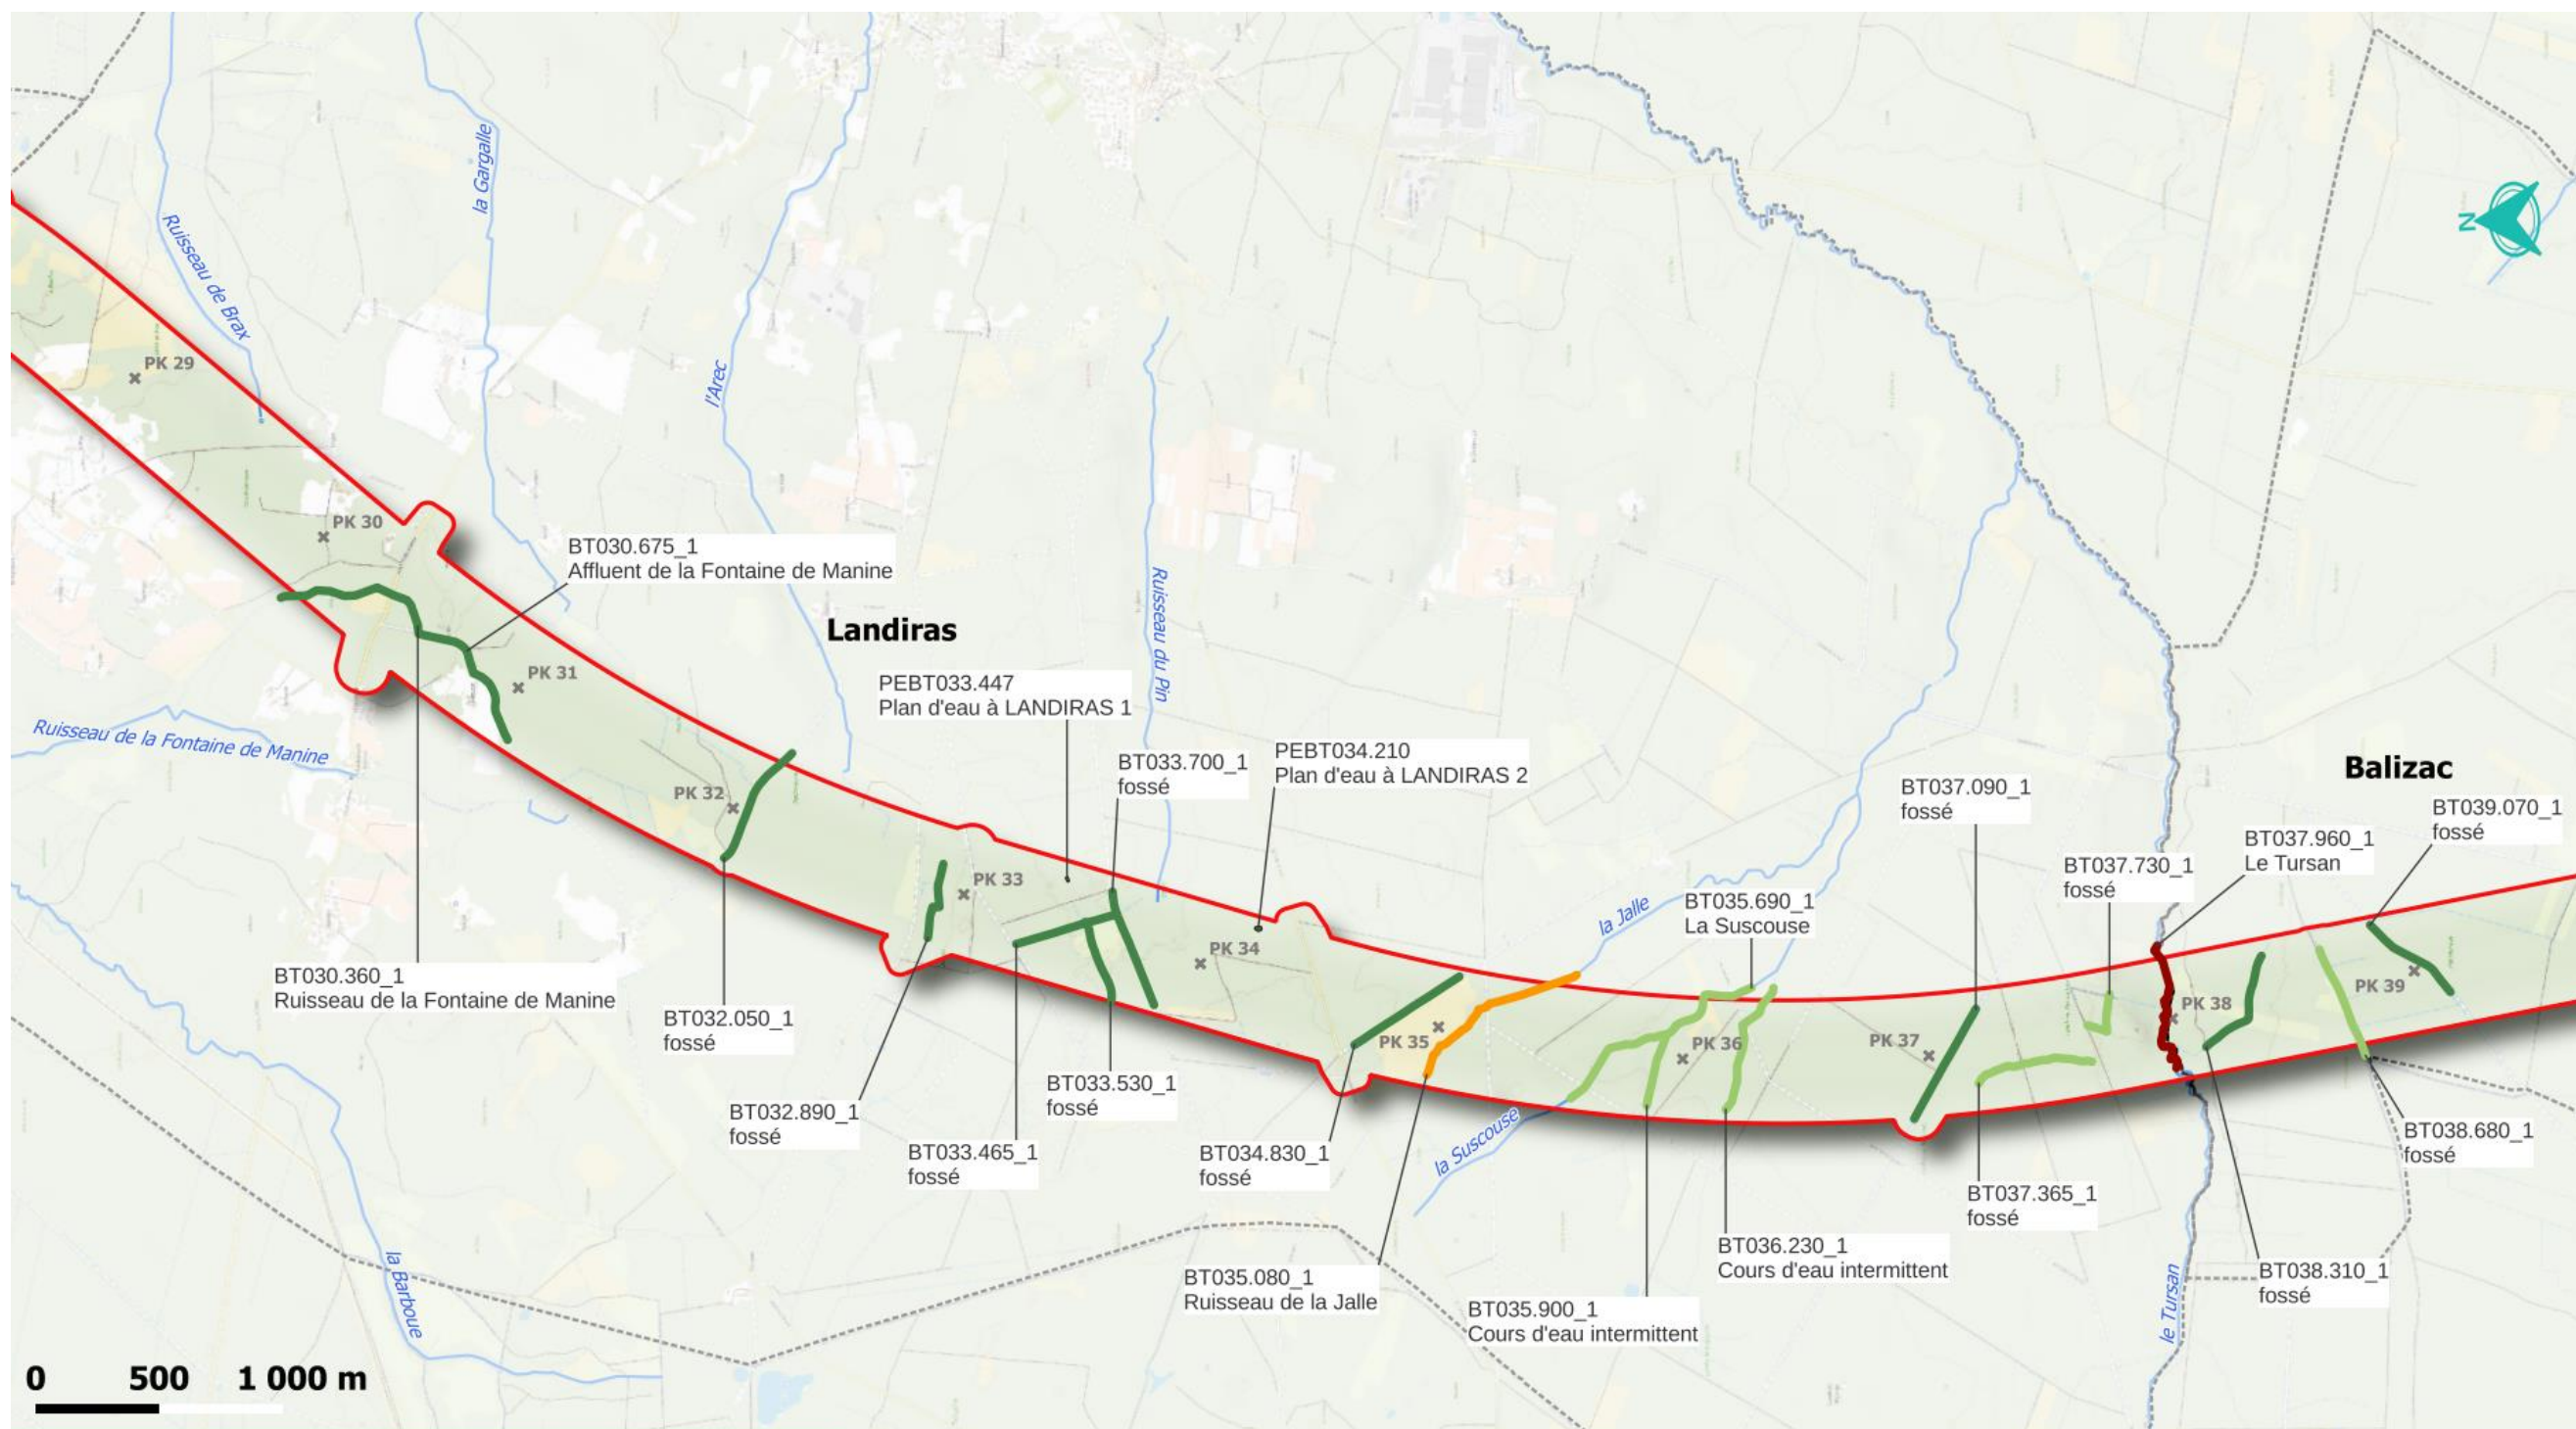 la Gargalle
N
Ruisseau de Brax
PK 29
l'Arec
PK 30
BT030.675_1
Affluent de la Fontaine de Manine
Ruisseau du Pin
Landiras
PK 31
PEBT033.447
Plan d'eau à LANDIRAS 1
Ruisseau de la Fontaine de Manine
BT033.700_1
fossé
PEBT034.210
Plan d'eau à LANDIRAS 2
Balizac
PK 32
BT037.090_1
fossé
BT039.070_1
fossé
BT037.960_1
Le Tursan
BT037.730_1
fossé
PK 33
la Jalle
BT035.690_1
La Suscouse
PK 34
BT030.360_1
Ruisseau de la Fontaine de Manine
PK 39
PK 38
BT032.050_1
fossé
PK 35
PK 36
PK 37
BT033.530_1
fossé
BT032.890_1
fossé
la Suscouse
BT038.680_1
fossé
BT033.465_1
fossé
BT034.830_1
fossé
BT037.365_1
fossé
BT036.230_1
Cours d'eau intermittent
BT038.310_1
fossé
BT035.080_1
Ruisseau de la Jalle
la Barboue
le Tursan
BT035.900_1
Cours d'eau intermittent
0 500 1 000 m